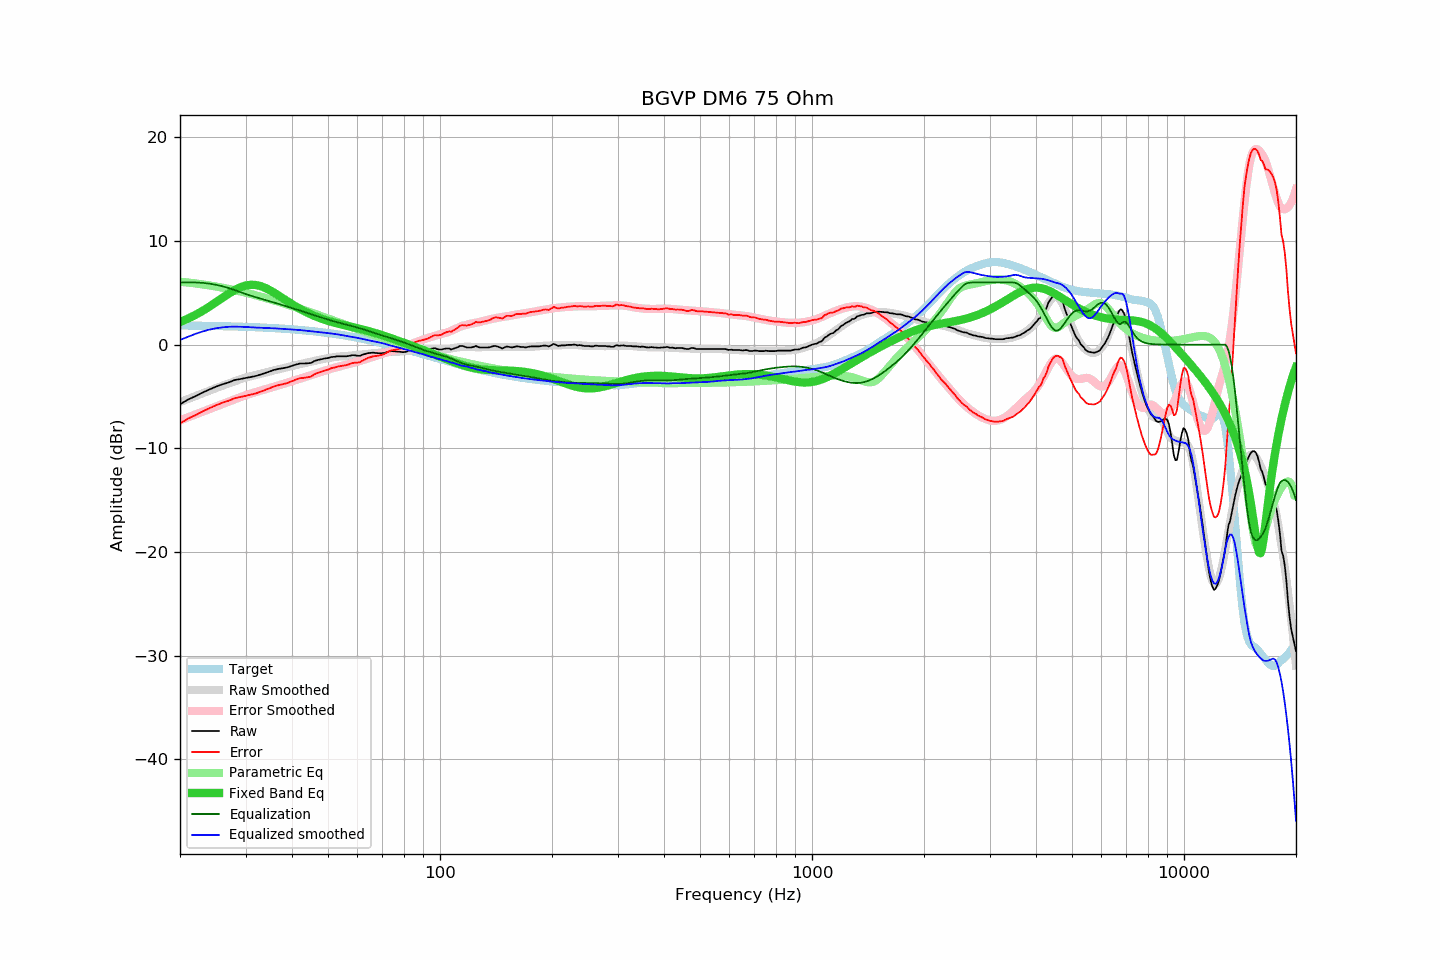 BGVP DM6 75 Ohm
20
10
0
−10
−20
−30
−40
Amplitude (dBr)
Target
Raw Smoothed
Error Smoothed
Raw
Error
Parametric Eq
Fixed Band Eq
Equalization
Equalized smoothed
100 1000 10000
Frequency (Hz)